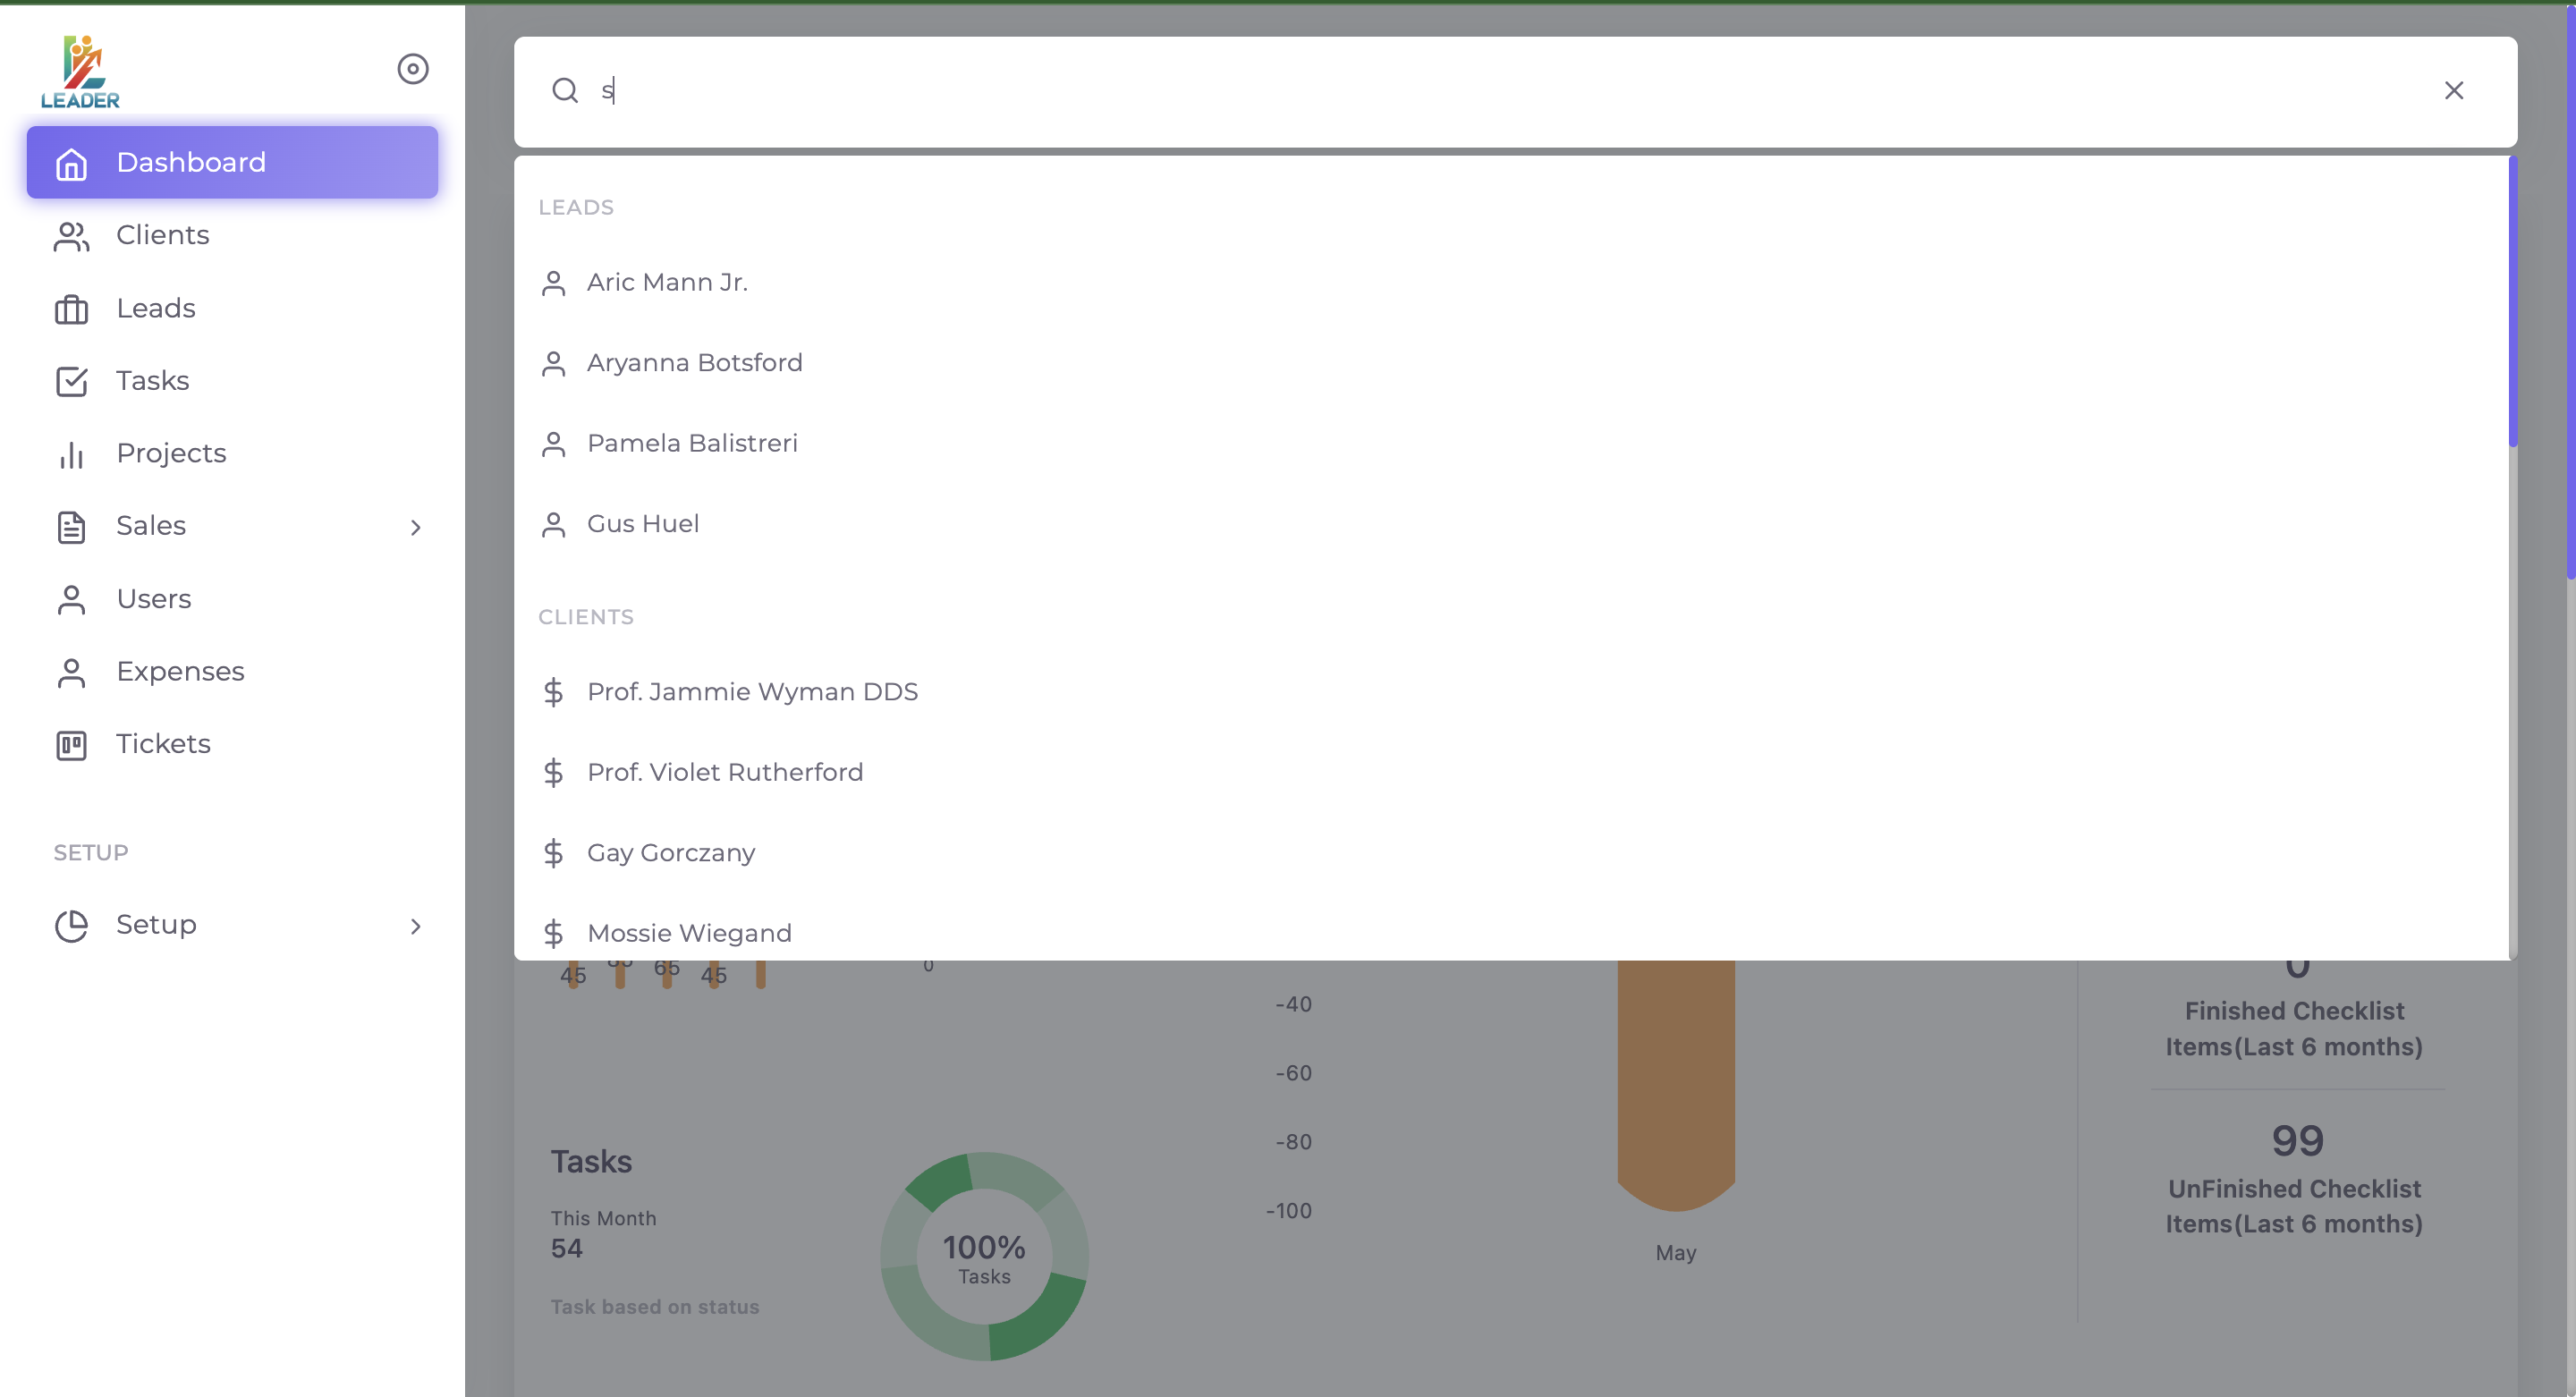 LEADER
Dashboard
Clients
Leads
Tasks
Projects
Sales
Users
Expenses
Tickets
SETUP
Setup
s
LEADS
Aric Mann Jr.
Aryanna Botsford
Pamela Balistreri
Gus Huel
CLIENTS
Prof. Jammie Wyman DDS
Prof. Violet Rutherford
Gay Gorczany
Mossie Wiegand
45
65
45
0
Tasks
This Month
54
Task based on status
100%
Tasks
-40
-60
-80
-100
May
0
Finished Checklist
Items(Last 6 months)
99
UnFinished Checklist
Items(Last 6 months)